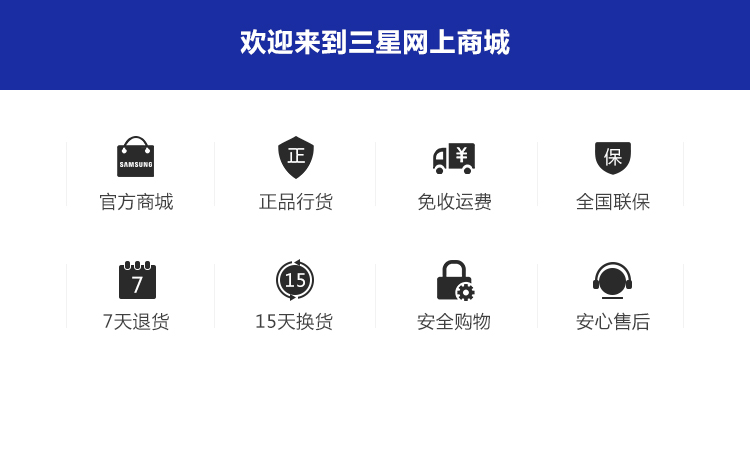 欢迎来到三星网上商城
SAMSUNG
正
¥
保
官方商城
正品行货
免收运费
全国联保
7
15
7天退货
15天换货
安全购物
安心售后